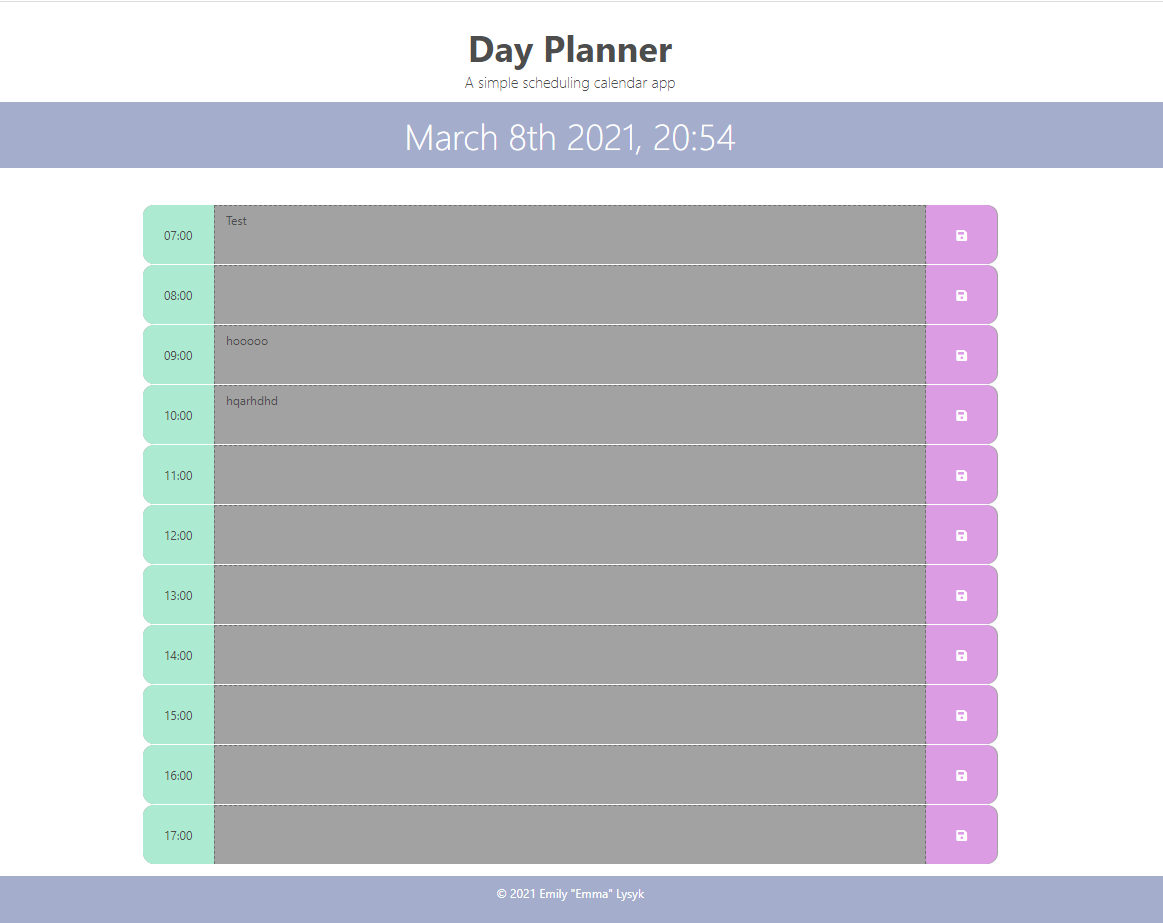 Day Planner
A simple scheduling calendar app
March 8th 2021, 20:54
07:00 Test
08:00
09:00 hooooo
10:00 hqarhdhd
11:00
12:00
13:00
14:00
15:00
16:00
17:00
© 2021 Emily "Emma" Lysyk